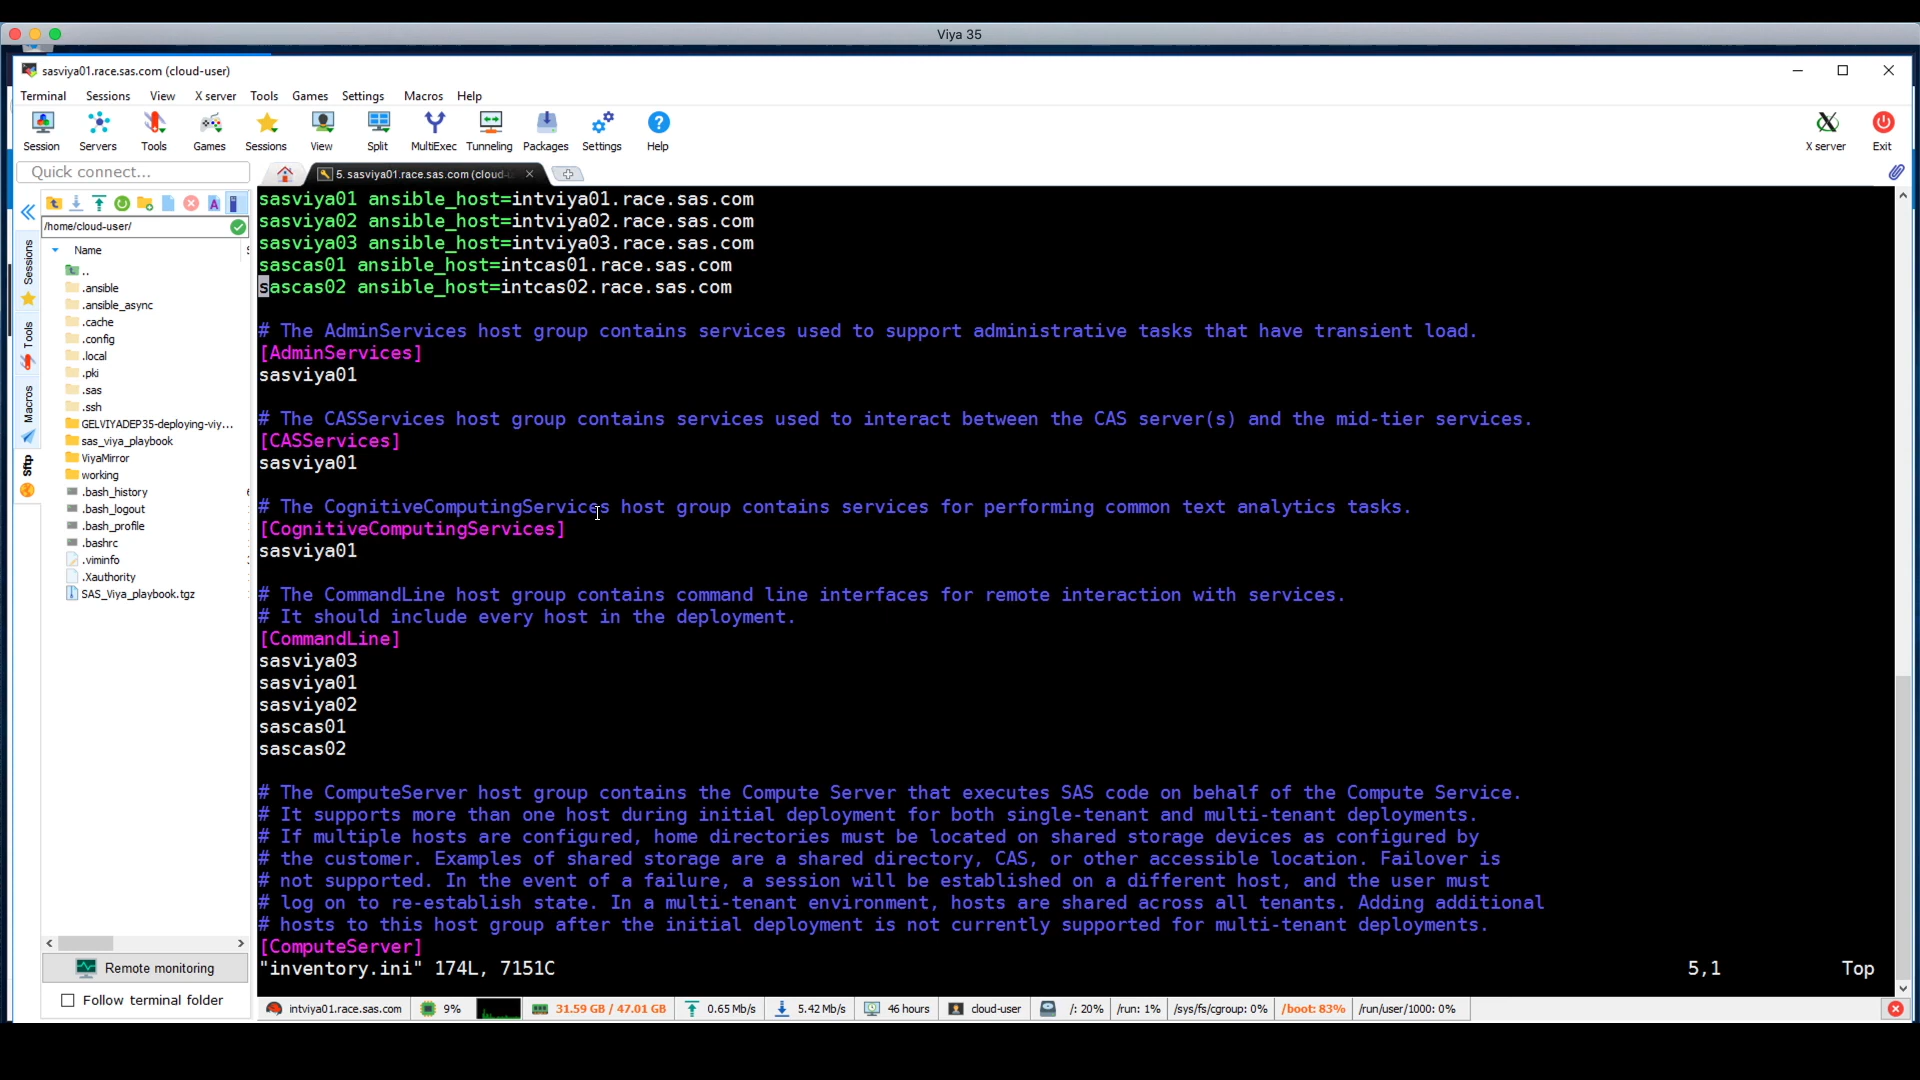 Viya 35
sasviya01.race.sas.com (cloud-user)
Terminal Sessions View X server Tools Games Settings Macros Help
Session Servers Tools Games Sessions View Split MultiExec Tunneling Packages Settings Help X server Exit
Quick connect...
5. sasviya01.race.sas.com (cloud-
/home/cloud-user/
Name
..
.ansible
.ansible_async
.cache
.config
.local
.pki
.sas
.ssh
GELVIYADEP35-deploying-viy...
sas_viya_playbook
ViyaMirror
working
.bash_history
.bash_logout
.bash_profile
.bashrc
.viminfo
.Xauthority
SAS_Viya_playbook.tgz
Sessions
Tools
Macros
Sftp
Remote monitoring
Follow terminal folder
sasviya01 ansible_host=intviya01.race.sas.com
sasviya02 ansible_host=intviya02.race.sas.com
sasviya03 ansible_host=intviya03.race.sas.com
sascas01 ansible_host=intcas01.race.sas.com
sascas02 ansible_host=intcas02.race.sas.com
# The AdminServices host group contains services used to support administrative tasks that have transient load.
[AdminServices]
sasviya01
# The CASServices host group contains services used to interact between the CAS server(s) and the mid-tier services.
[CASServices]
sasviya01
# The CognitiveComputingServices host group contains services for performing common text analytics tasks.
[CognitiveComputingServices]
sasviya01
# The CommandLine host group contains command line interfaces for remote interaction with services.
# It should include every host in the deployment.
[CommandLine]
sasviya03
sasviya01
sasviya02
sascas01
sascas02
# The ComputeServer host group contains the Compute Server that executes SAS code on behalf of the Compute Service.
# It supports more than one host during initial deployment for both single-tenant and multi-tenant deployments.
# If multiple hosts are configured, home directories must be located on shared storage devices as configured by
# the customer. Examples of shared storage are a shared directory, CAS, or other accessible location. Failover is
# not supported. In the event of a failure, a session will be established on a different host, and the user must
# log on to re-establish state. In a multi-tenant environment, hosts are shared across all tenants. Adding additional
# hosts to this host group after the initial deployment is not currently supported for multi-tenant deployments.
[ComputeServer]
"inventory.ini" 174L, 7151C 5,1 Top
intviya01.race.sas.com 9% 31.59 GB / 47.01 GB 0.65 Mb/s 5.42 Mb/s 46 hours cloud-user /: 20% /run: 1% /sys/fs/cgroup: 0% /boot: 83% /run/user/1000: 0%